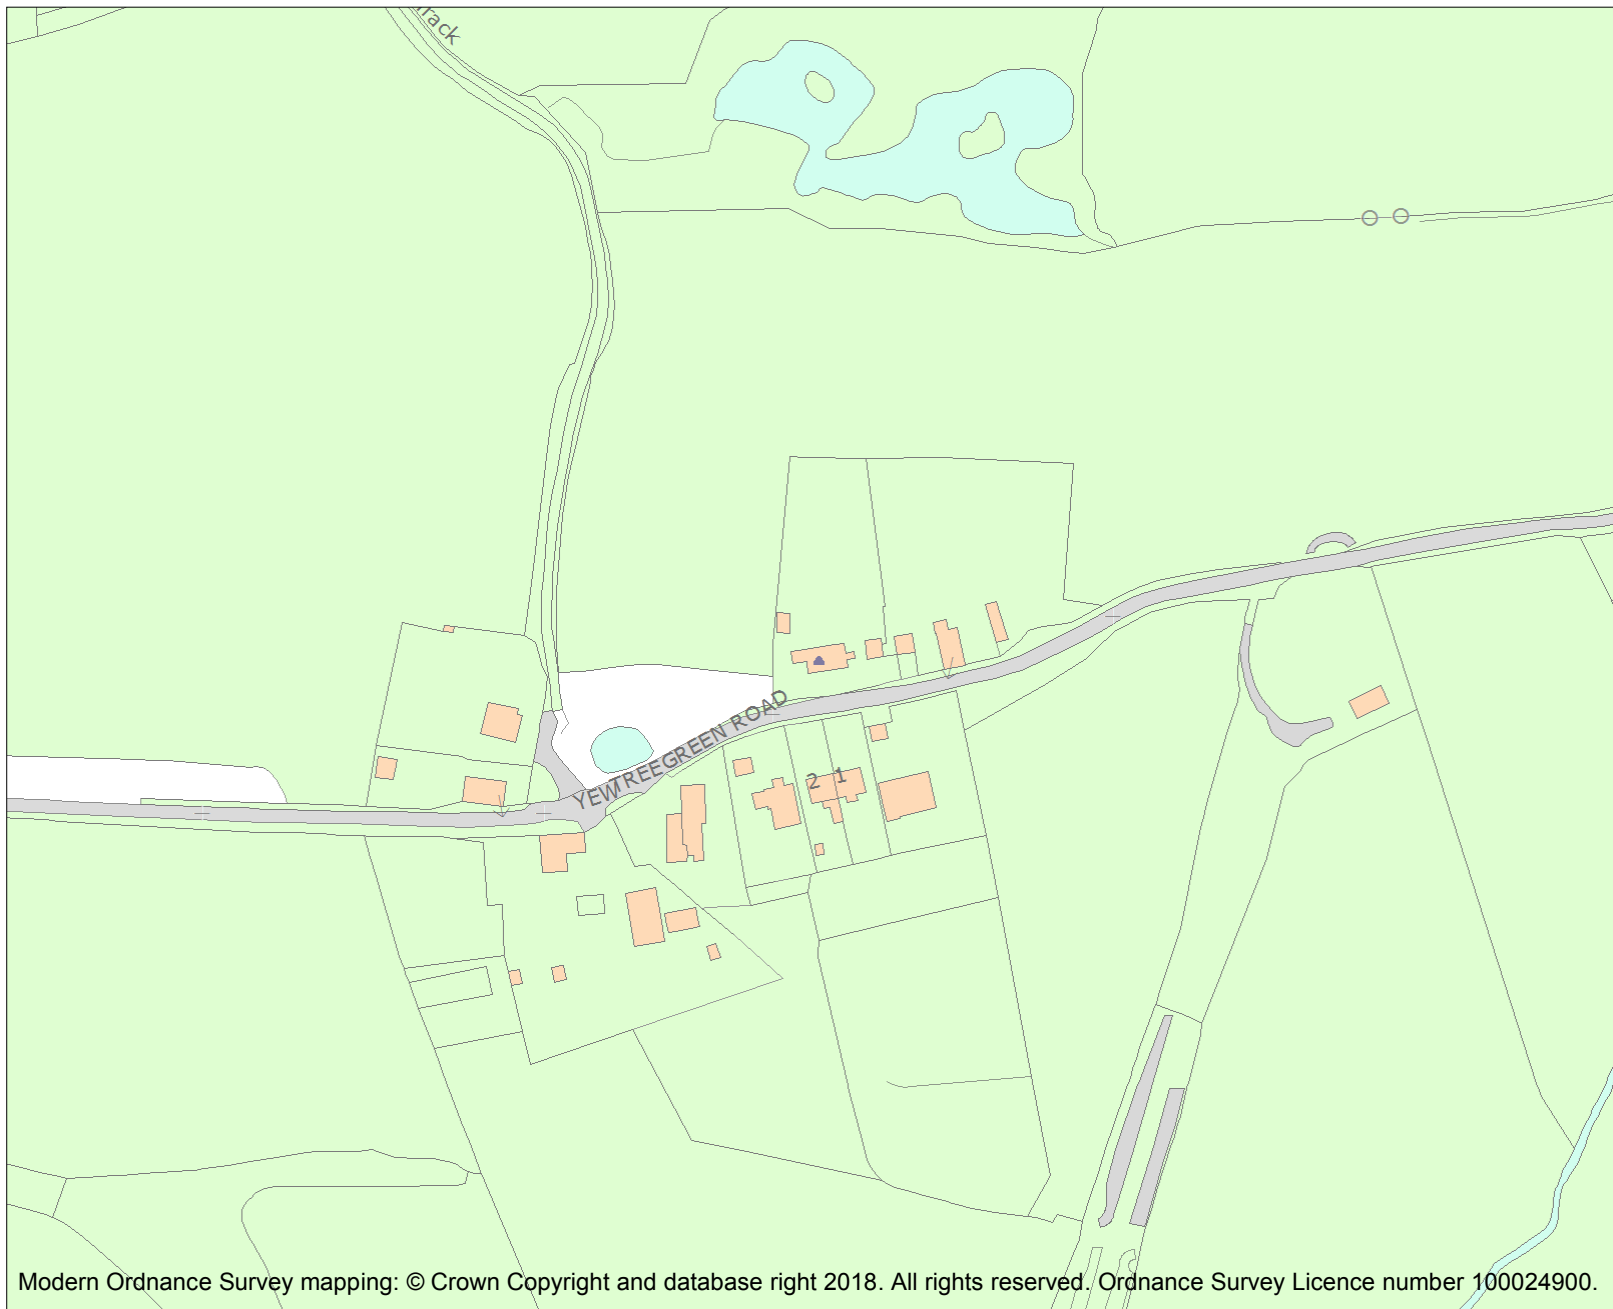 Track
YEWTREEGREEN ROAD
2 1
Modern Ordnance Survey mapping: © Crown Copyright and database right 2018. All rights reserved. Ordnance Survey Licence number 100024900.